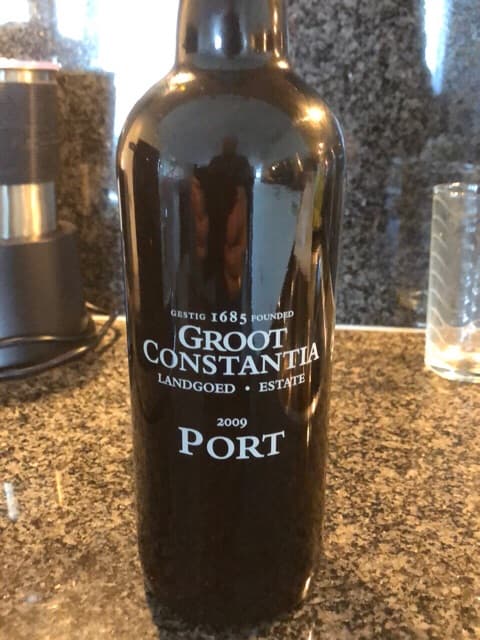 GESTIG 1685 FOUNDED
GROOT
CONSTANTIA
LANDGOED • ESTATE
2009
PORT